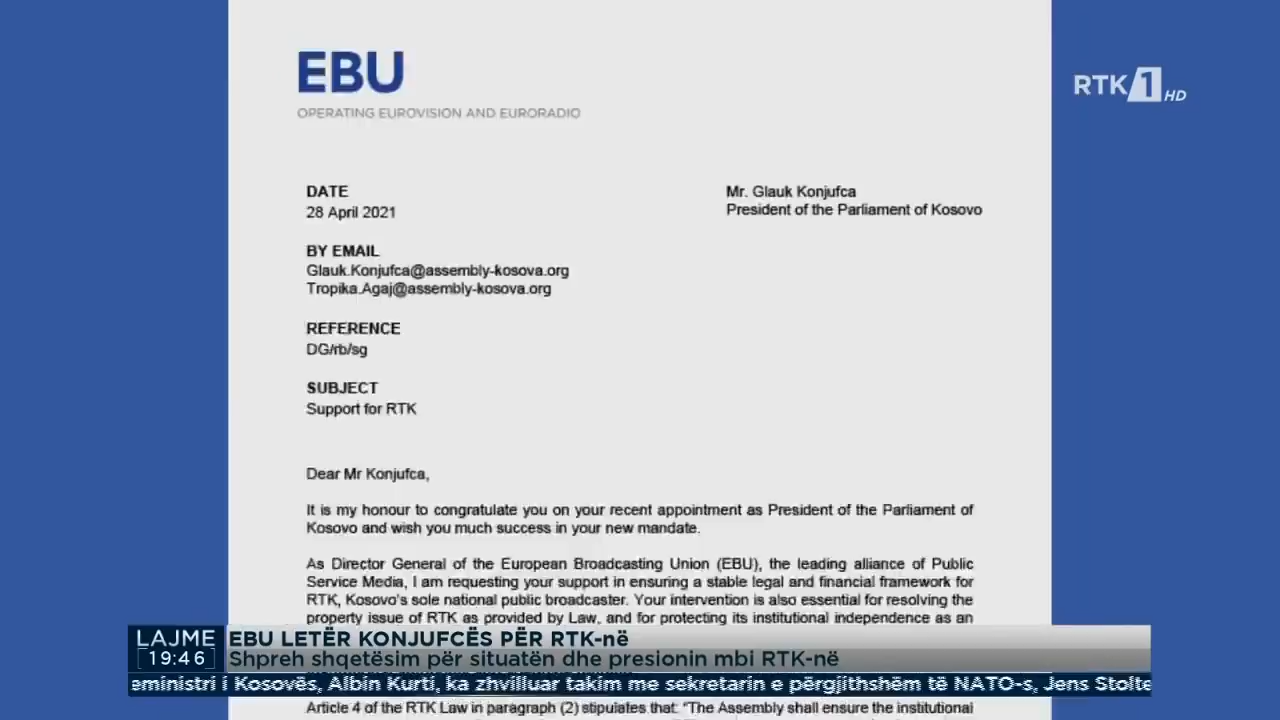 EBU
OPERATING EUROVISION AND EURORADIO
RTK 1 HD
DATE
28 April 2021
Mr. Glauk Konjufca
President of the Parliament of Kosovo
BY EMAIL
Glauk.Konjufca@assembly-kosova.org
Tropika.Agaj@assembly-kosova.org
REFERENCE
DG/rb/sg
SUBJECT
Support for RTK
Dear Mr Konjufca,
It is my honour to congratulate you on your recent appointment as President of the Parliament of
Kosovo and wish you much success in your new mandate.
As Director General of the European Broadcasting Union (EBU), the leading alliance of Public
Service Media, I am requesting your support in ensuring a stable legal and financial framework for
RTK, Kosovo's sole national public broadcaster. Your intervention is also essential for resolving the
property issue of RTK as provided by Law, and for protecting its institutional independence as an
LAJME
19:46
EBU LETËR KONJUFCËS PËR RTK-në
Shpreh shqetësim për situatën dhe presionin mbi RTK-në
eministri i Kosovës, Albin Kurti, ka zhvilluar takim me sekretarin e përgjithshëm të NATO-s, Jens Stolte
Article 4 of the RTK Law in paragraph (2) stipulates that: "The Assembly shall ensure the institutional